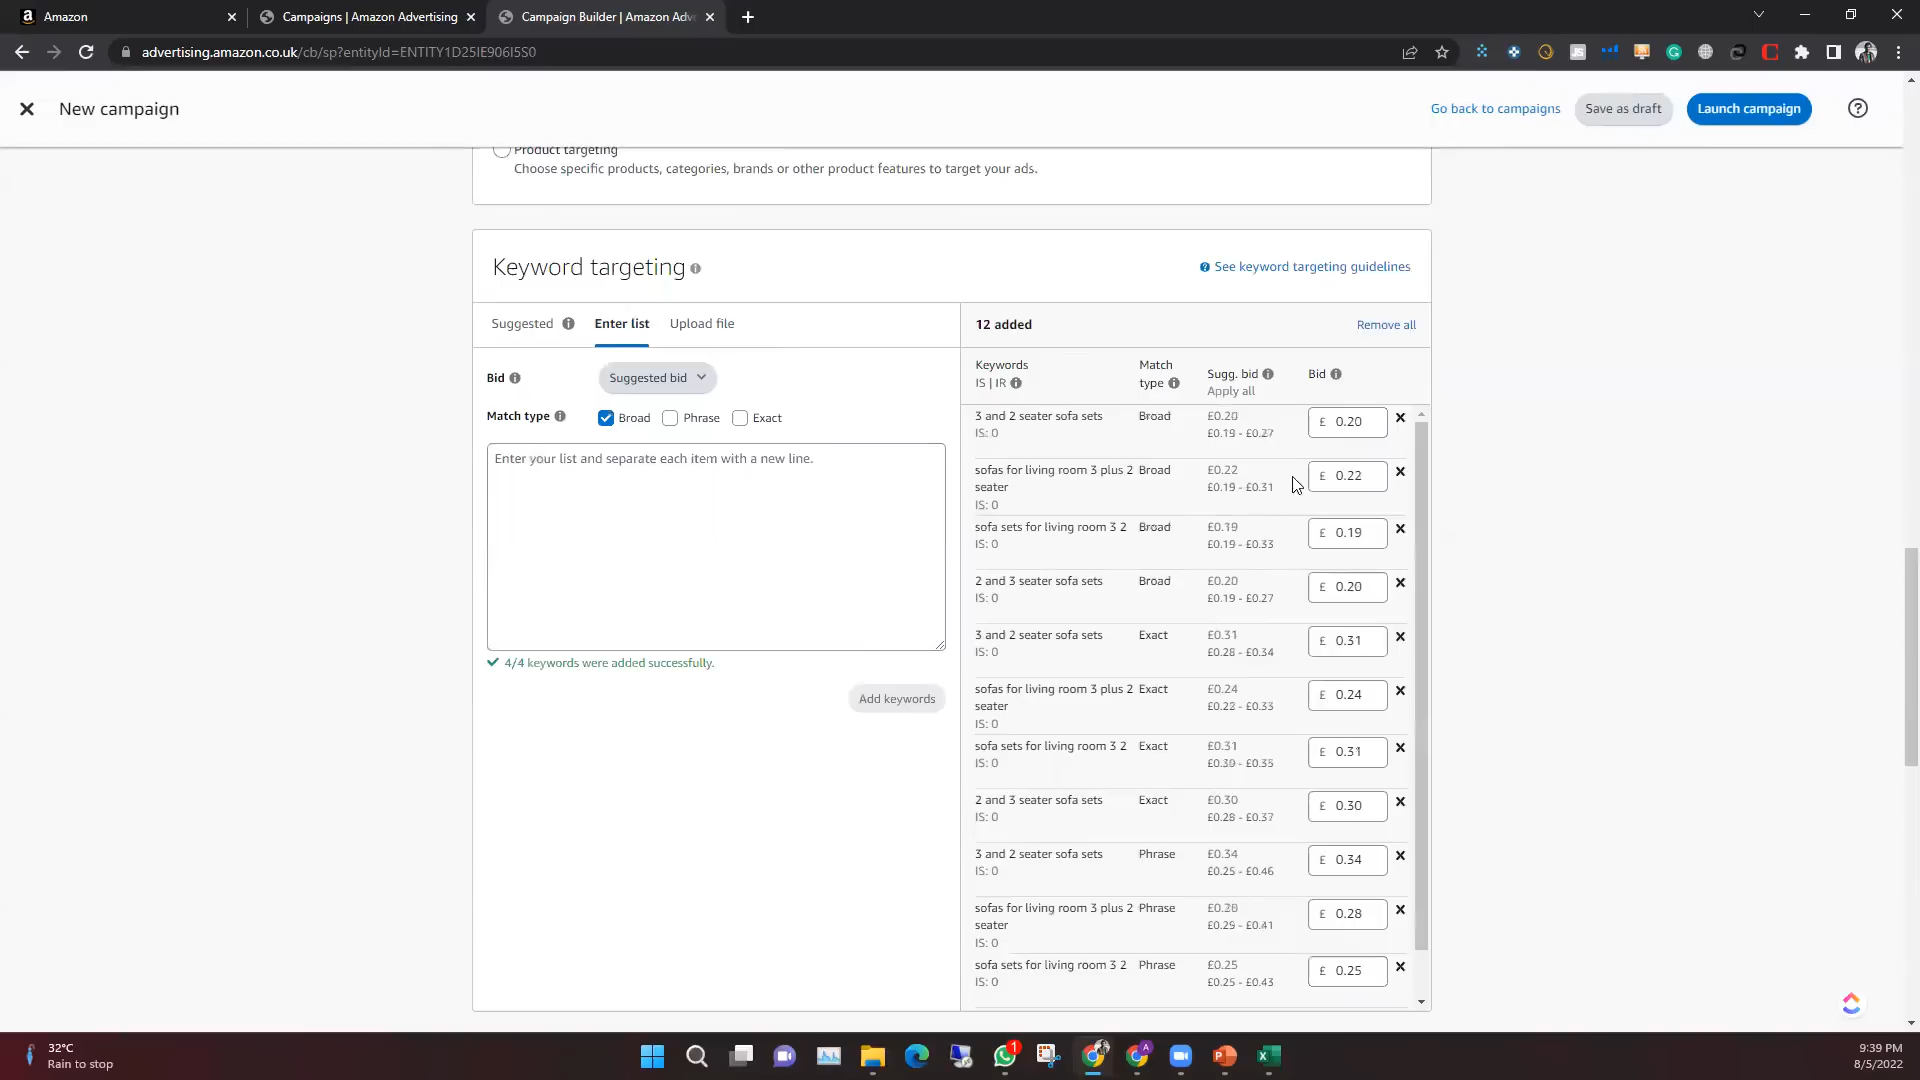 Amazon
Campaigns | Amazon Advertising
Campaign Builder | Amazon Adve
advertising.amazon.co.uk/cb/sp?entityId=ENTITY1D25IE906I5S0
New campaign
Go back to campaigns
Save as draft
Launch campaign
Product targeting
Choose specific products, categories, brands or other product features to target your ads.
Keyword targeting
See keyword targeting guidelines
Suggested
Enter list
Upload file
12 added
Remove all
Bid
Suggested bid
Match type
Broad
Phrase
Exact
Enter your list and separate each item with a new line.
4/4 keywords were added successfully.
Add keywords
Keywords
IS | IR
Match
type
Sugg. bid
Apply all
Bid
3 and 2 seater sofa sets Broad £0.20 £ 0.20
IS: 0 £0.19 - £0.27
sofas for living room 3 plus 2 Broad £0.22 £ 0.22
seater £0.19 - £0.31
IS: 0
sofa sets for living room 3 2 Broad £0.19 £ 0.19
IS: 0 £0.19 - £0.33
2 and 3 seater sofa sets Broad £0.20 £ 0.20
IS: 0 £0.19 - £0.27
3 and 2 seater sofa sets Exact £0.31 £ 0.31
IS: 0 £0.28 - £0.34
sofas for living room 3 plus 2 Exact £0.24 £ 0.24
seater £0.22 - £0.33
IS: 0
sofa sets for living room 3 2 Exact £0.31 £ 0.31
IS: 0 £0.30 - £0.35
2 and 3 seater sofa sets Exact £0.30 £ 0.30
IS: 0 £0.28 - £0.37
3 and 2 seater sofa sets Phrase £0.34 £ 0.34
IS: 0 £0.25 - £0.46
sofas for living room 3 plus 2 Phrase £0.28 £ 0.28
seater £0.29 - £0.41
IS: 0
sofa sets for living room 3 2 Phrase £0.25 £ 0.25
IS: 0 £0.25 - £0.43
32°C
Rain to stop
1
A
9:39 PM
8/5/2022